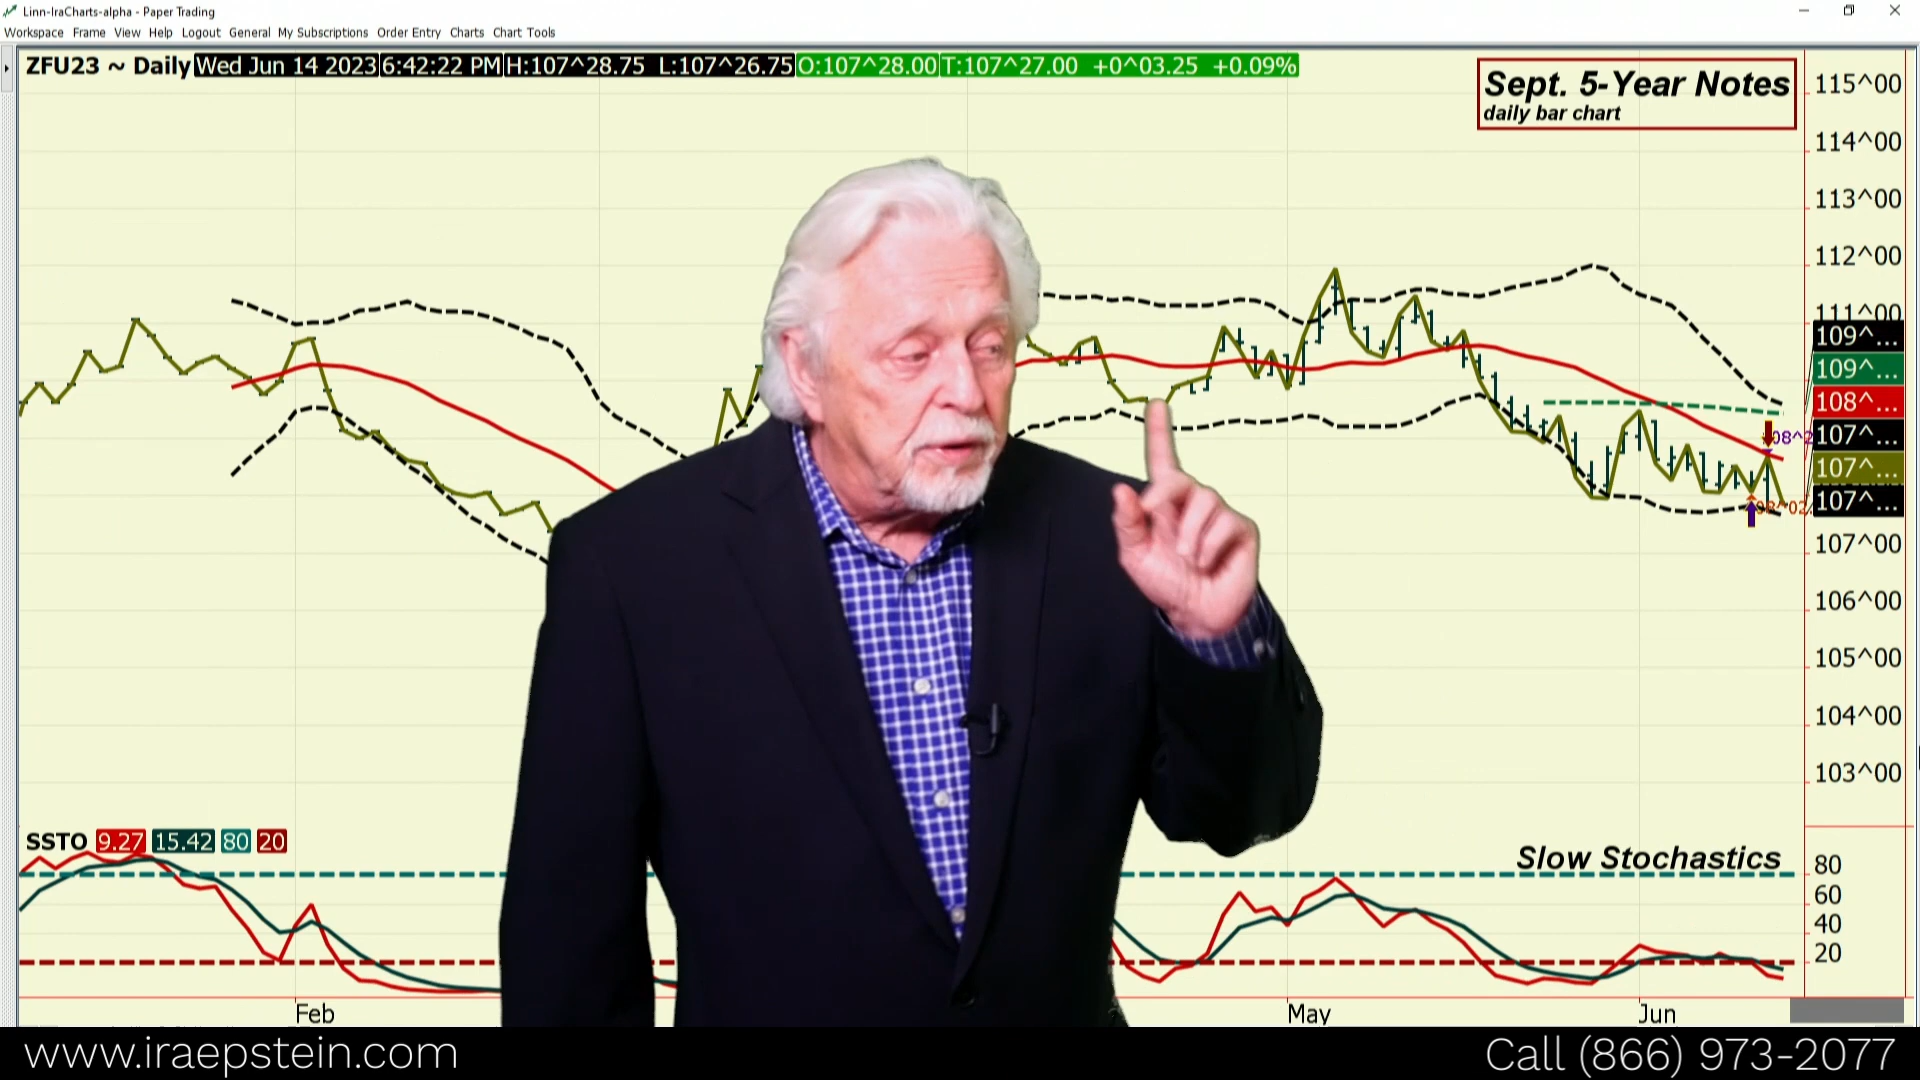 Linn-IraCharts-alpha - Paper Trading
Workspace Frame View Help Logout General My Subscriptions Order Entry Charts Chart Tools
ZFU23 ~ Daily Wed Jun 14 2023 6:42:22 PM H:107^28.75 L:107^26.75 O:107^28.00 T:107^27.00 +0^03.25 +0.09%
Sept. 5-Year Notes
daily bar chart
115^00
114^00
113^00
112^00
111^00
109^...
109^...
108^...
107^...
107^...
107^...
107^00
106^00
105^00
104^00
103^00
SSTO 9.27 15.42 80 20
Slow Stochastics
80
60
40
20
Feb May Jun
www.iraepstein.com Call (866) 973-2077